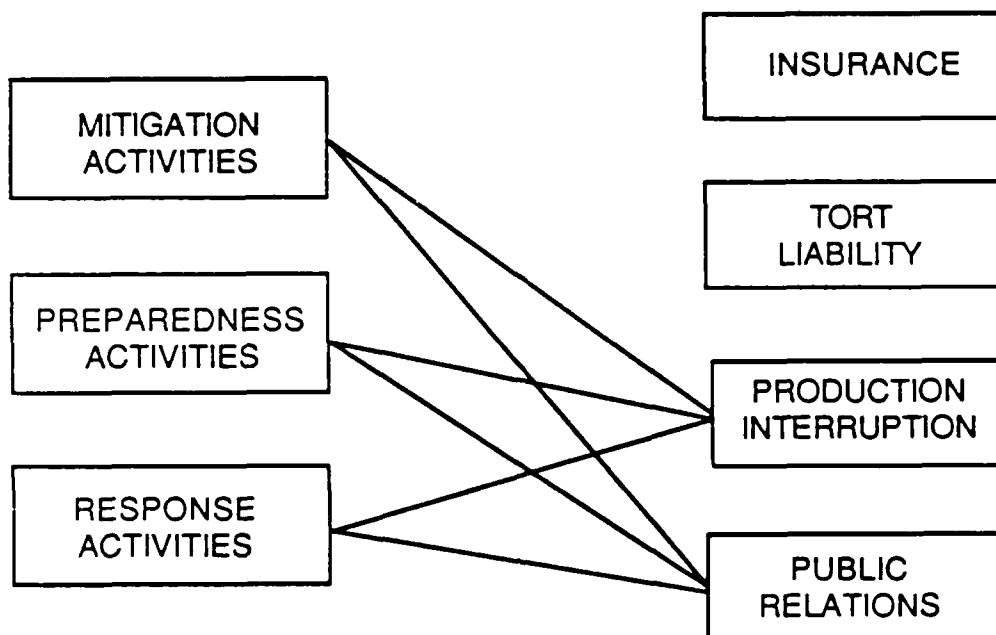 MITIGATION
ACTIVITIES
PREPAREDNESS
ACTIVITIES
RESPONSE
ACTIVITIES
INSURANCE
TORT
LIABILITY
PRODUCTION
INTERRUPTION
PUBLIC
RELATIONS